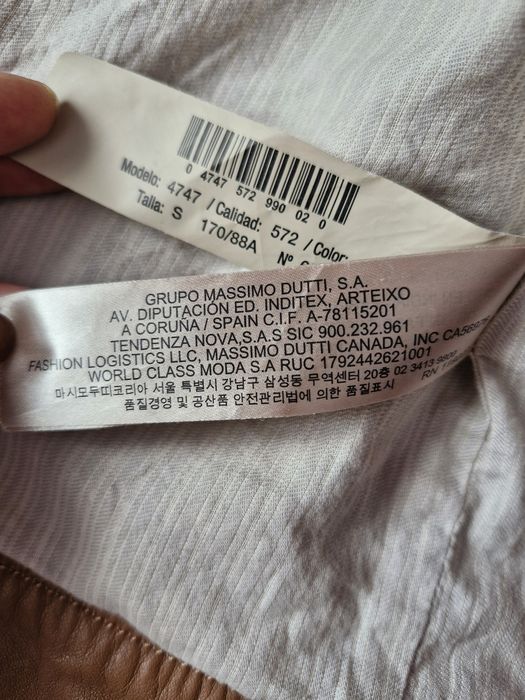 0 4747 572 990 02 0
Modelo: 4747 / Calidad: 572 / Color:
Talla: S 170/88A Nº
GRUPO MASSIMO DUTTI, S.A.
AV. DIPUTACIÓN ED. INDITEX, ARTEIXO
A CORUÑA / SPAIN C.I.F. A-78115201
TENDENZA NOVA,S.A.S SIC 900.232.961
FASHION LOGISTICS LLC, MASSIMO DUTTI CANADA, INC
WORLD CLASS MODA S.A RUC 1792442621001
마시모두띠코리아 서울 특별시 강남구 삼성동 무역센터 20층 02 3413 9800
품질경영 및 공산품 안전관리법에 의한 품질표시 RN